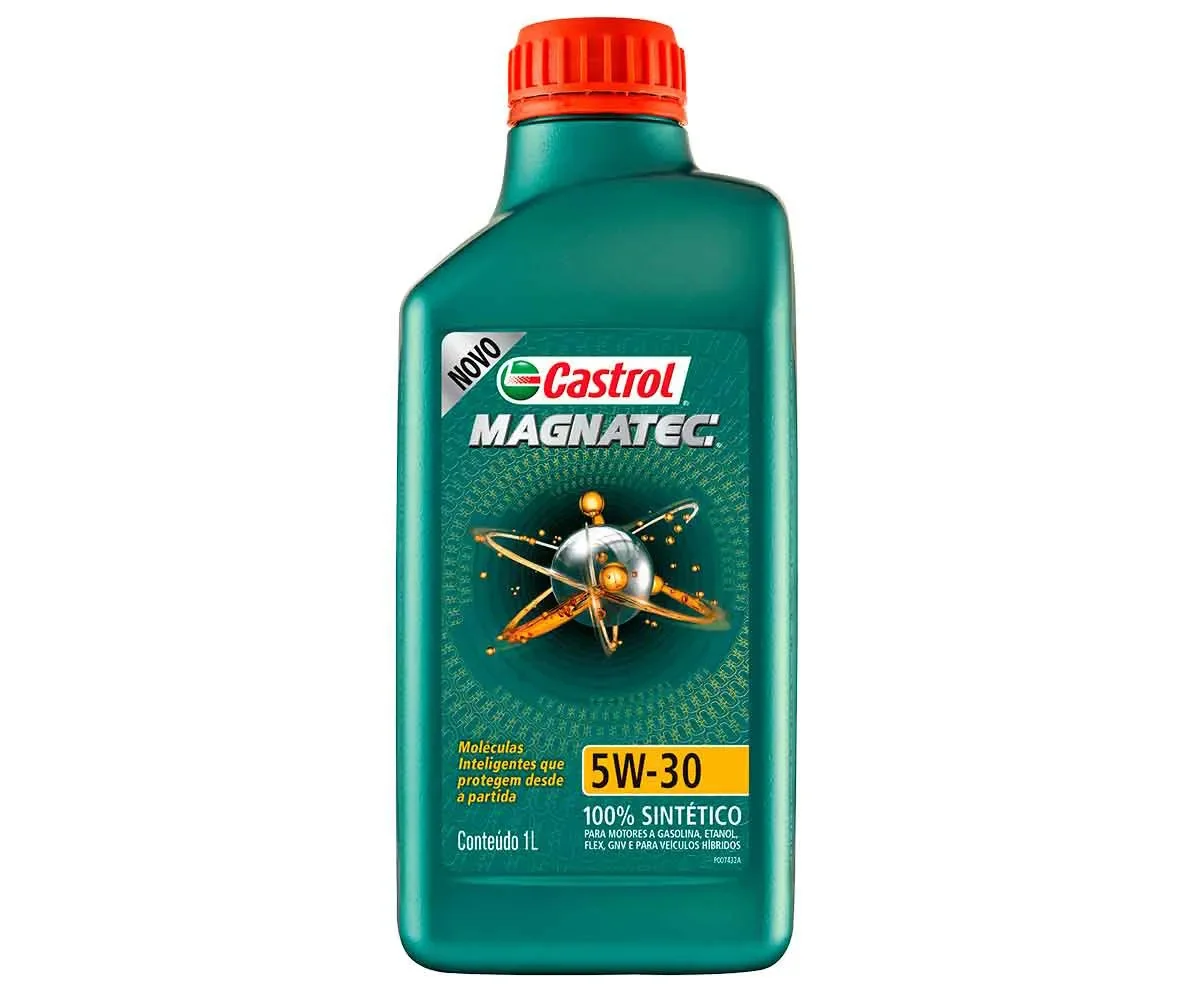 NOVO
Castrol
MAGNATEC
Moléculas
Inteligentes que
protegem desde
a partida
5W-30
100% SINTÉTICO
PARA MOTORES A GASOLINA, ETANOL,
FLEX, GNV E PARA VEÍCULOS HÍBRIDOS
Conteúdo 1L
P007432A